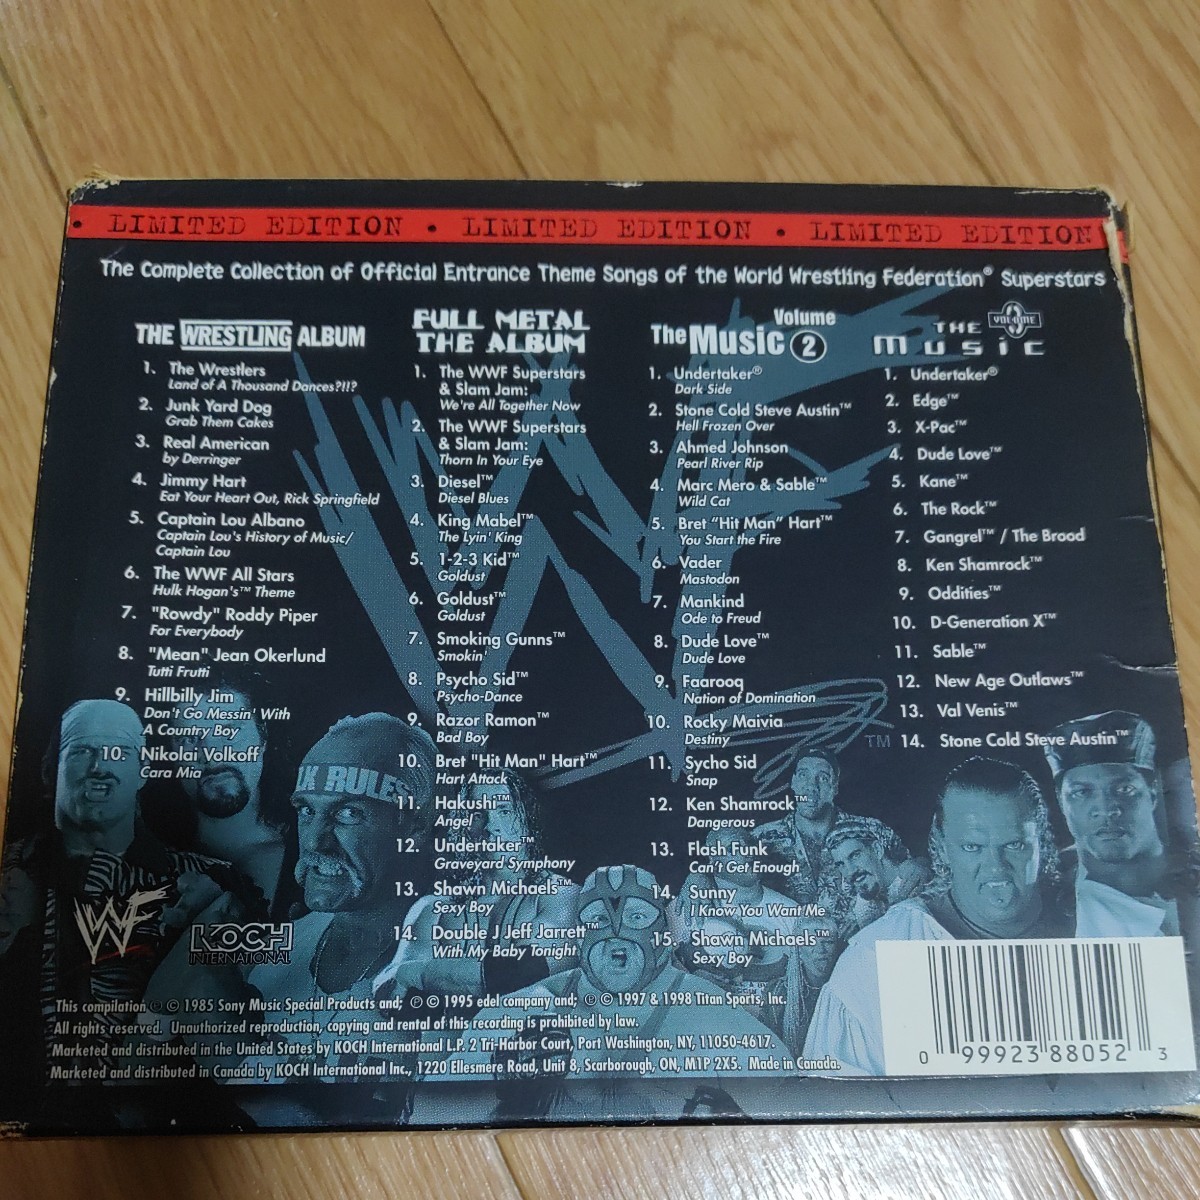 • LIMITED EDITION • LIMITED EDITION • LIMITED EDITION
The Complete Collection of Official Entrance Theme Songs of the World Wrestling Federation® Superstars
THE WRESTLING ALBUM
1. The Wrestlers
Land of A Thousand Dances?!!?
2. Junk Yard Dog
Grab Them Cakes
3. Real American
by Derringer
4. Jimmy Hart
Eat Your Heart Out, Rick Springfield
5. Captain Lou Albano
Captain Lou's History of Music/
Captain Lou
6. The WWF All Stars
Hulk Hogan's™ Theme
7. "Rowdy" Roddy Piper
For Everybody
8. "Mean" Jean Okerlund
Tutti Frutti
9. Hillbilly Jim
Don't Go Messin' With
A Country Boy
10. Nikolai Volkoff
Cara Mia
FULL METAL
THE ALBUM
1. The WWF Superstars
& Slam Jam:
We're All Together Now
2. The WWF Superstars
& Slam Jam:
Thorn In Your Eye
3. Diesel™
Diesel Blues
4. King Mabel™
The Lyin' King
5. 1-2-3 Kid™
Goldust
6. Goldust™
Goldust
7. Smoking Gunns™
Smokin'
8. Psycho Sid™
Psycho-Dance
9. Razor Ramon™
Bad Boy
10. Bret "Hit Man" Hart™
Hart Attack
11. Hakushi™
Angel
12. Undertaker™
Graveyard Symphony
13. Shawn Michaels™
Sexy Boy
14. Double J Jeff Jarrett™
With My Baby Tonight
The Music Volume 2
1. Undertaker®
Dark Side
2. Stone Cold Steve Austin™
Hell Frozen Over
3. Ahmed Johnson
Pearl River Rip
4. Marc Mero & Sable™
Wild Cat
5. Bret "Hit Man" Hart™
You Start the Fire
6. Vader
Mastodon
7. Mankind
Ode to Freud
8. Dude Love™
Dude Love
9. Faarooq
Nation of Domination
10. Rocky Maivia
Destiny
11. Sycho Sid
Snap
12. Ken Shamrock™
Dangerous
13. Flash Funk
Can't Get Enough
14. Sunny
I Know You Want Me
15. Shawn Michaels™
Sexy Boy
THE VOLUME 3
music
1. Undertaker®
2. Edge™
3. X-Pac™
4. Dude Love™
5. Kane™
6. The Rock™
7. Gangrel™ / The Brood
8. Ken Shamrock™
9. Oddities™
10. D-Generation X™
11. Sable™
12. New Age Outlaws™
13. Val Venis™
14. Stone Cold Steve Austin™
TM
LK RULES
WF
KOCH
INTERNATIONAL
This compilation ℗ © 1985 Sony Music Special Products and; ℗ © 1995 edel company and; ℗ © 1997 & 1998 Titan Sports, Inc.
All rights reserved. Unauthorized reproduction, copying and rental of this recording is prohibited by law.
Marketed and distributed in the United States by KOCH International L.P. 2 Tri-Harbor Court, Port Washington, NY, 11050-4617.
Marketed and distributed in Canada by KOCH International Inc., 1220 Ellesmere Road, Unit 8, Scarborough, ON, M1P 2X5. Made in Canada.
0 99923 88052 3